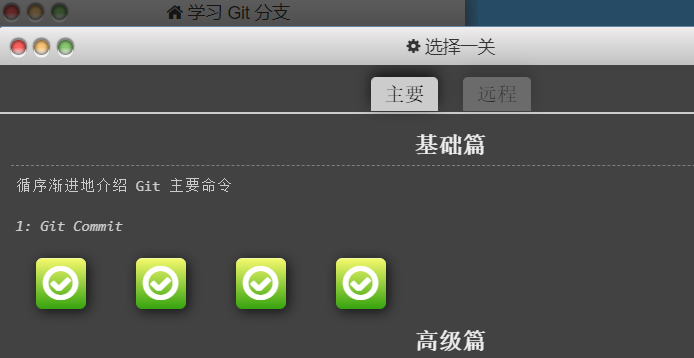 学习 Git 分支
选择一关
主要 远程
基础篇
循序渐进地介绍 Git 主要命令
1: Git Commit
高级篇